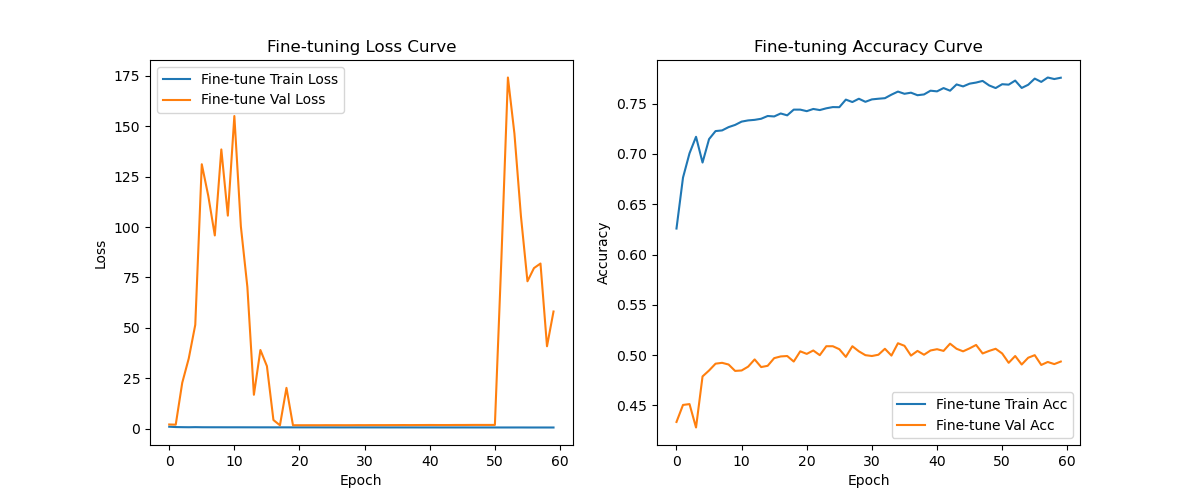 Fine-tuning Loss Curve
Fine-tune Train Loss
Fine-tune Val Loss
175
150
125
100
75
50
25
0
Loss
0 10 20 30 40 50 60
Epoch
Fine-tuning Accuracy Curve
0.75
0.70
0.65
0.60
0.55
0.50
0.45
Accuracy
Fine-tune Train Acc
Fine-tune Val Acc
0 10 20 30 40 50 60
Epoch